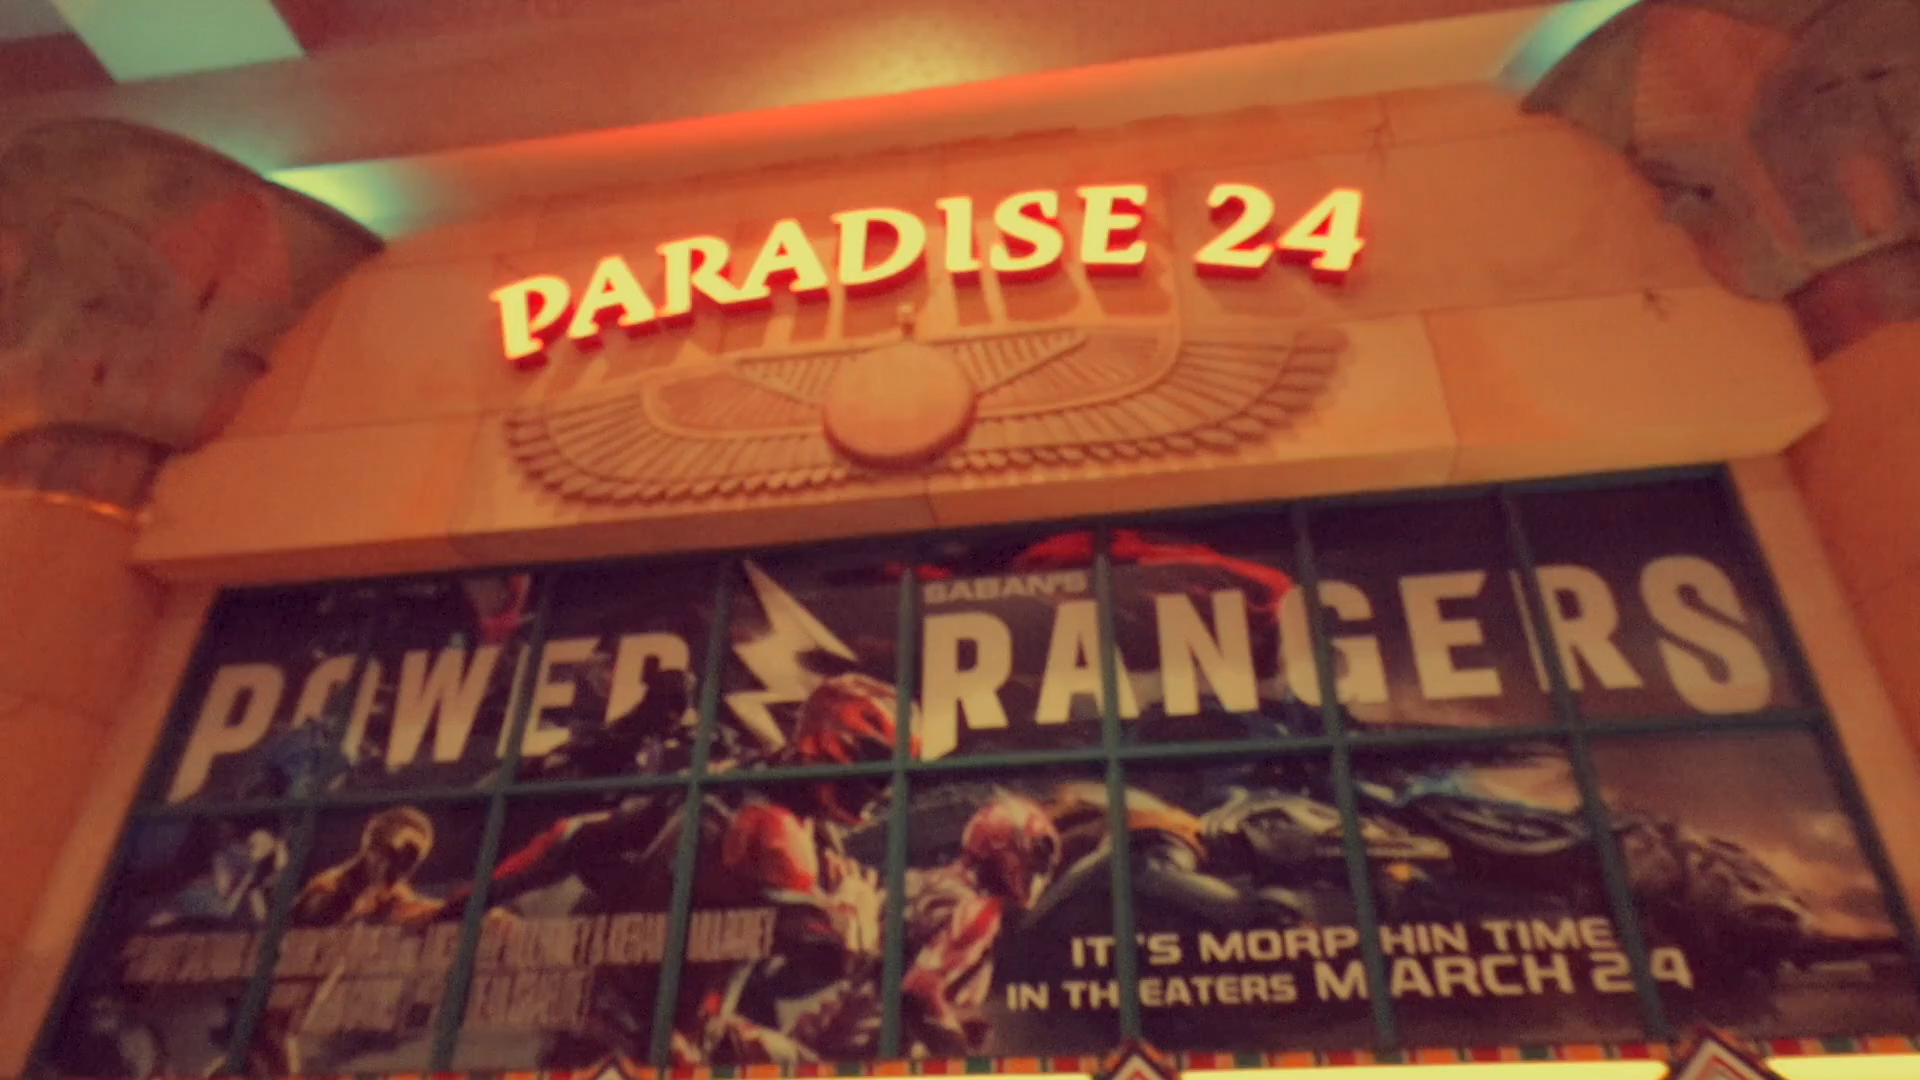 PARADISE 24
SABAN'S
POWER RANGERS
IT'S MORPHIN TIME
IN THEATERS MARCH 24